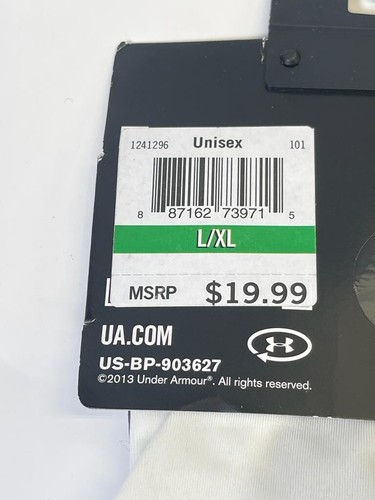 1241296 Unisex 101
8 87162 73971 5
L/XL
MSRP $19.99
UA.COM
US-BP-903627
©2013 Under Armour®. All rights reserved.